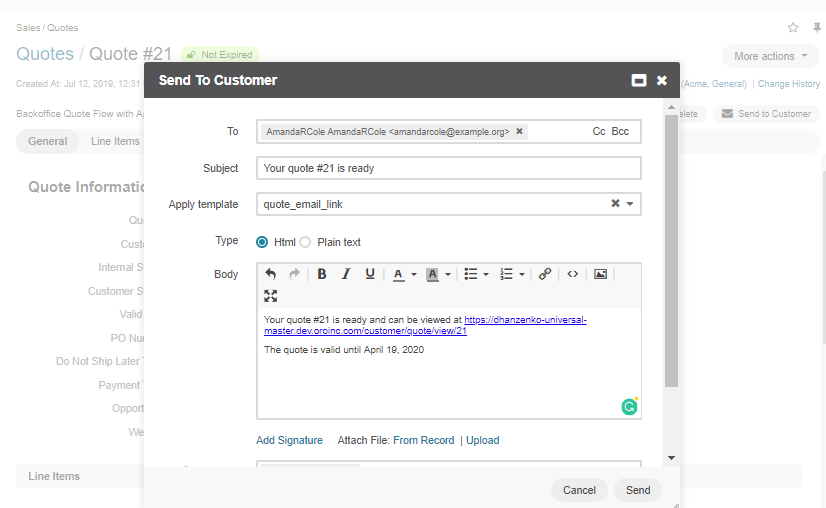 Sales / Quotes
Quotes / Quote #21 Not Expired
More actions
Created At: Jul 12, 2019, 12:31
(Acme, General) | Change History
Backoffice Quote Flow with Ap
elete
Send to Customer
General Line Items
Quote Informatio
Qu
Cust
Internal S
Customer S
Valid
PO Nu
Do Not Ship Later
Payment
Opport
We
Line Items
Send To Customer
To AmandaRCole AmandaRCole <amandarcole@example.org> Cc Bcc
Subject Your quote #21 is ready
Apply template quote_email_link
Type Html Plain text
Body
B I U A A
Your quote #21 is ready and can be viewed at https://dhanzenko-universal-
master.dev.oroinc.com/customer/quote/view/21
The quote is valid until April 19, 2020
Add Signature Attach File: From Record | Upload
Cancel Send